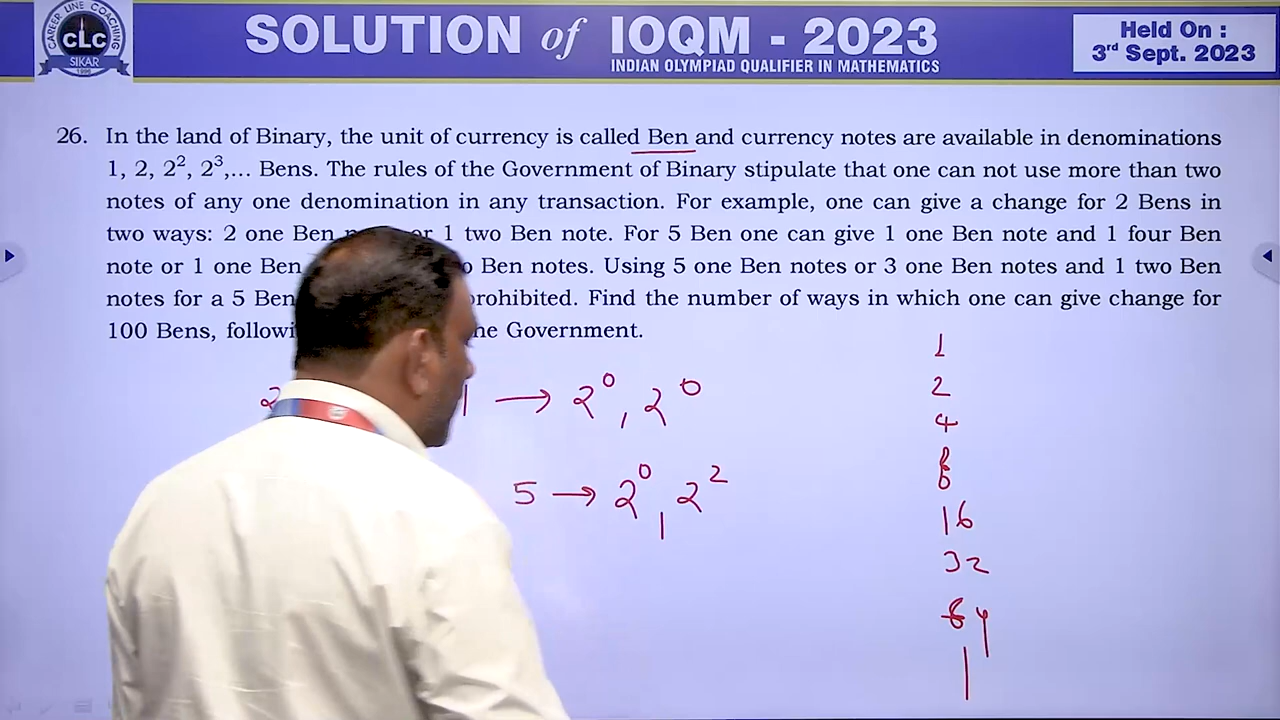 CAREER LINE COACHING
CLC
SIKAR
1996
SOLUTION of IOQM - 2023
INDIAN OLYMPIAD QUALIFIER IN MATHEMATICS
Held On :
3rd Sept. 2023
26. In the land of Binary, the unit of currency is called Ben and currency notes are available in denominations
1, 2, 2², 2³,... Bens. The rules of the Government of Binary stipulate that one can not use more than two
notes of any one denomination in any transaction. For example, one can give a change for 2 Bens in
two ways: 2 one Ben or 1 two Ben note. For 5 Ben one can give 1 one Ben note and 1 four Ben
note or 1 one Ben Ben notes. Using 5 one Ben notes or 3 one Ben notes and 1 two Ben
notes for a 5 Ben prohibited. Find the number of ways in which one can give change for
100 Bens, Government.
1 → 2⁰, 2⁰
5 → 2⁰, 2²
1
2
4
8
16
32
64